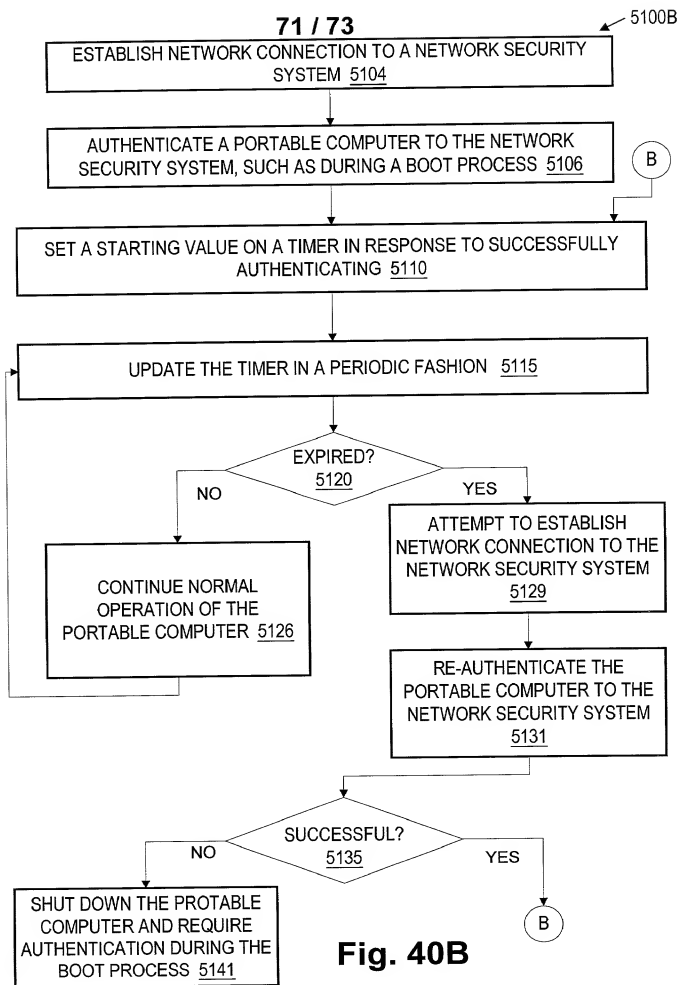 71 / 73
5100B
ESTABLISH NETWORK CONNECTION TO A NETWORK SECURITY
SYSTEM 5104
AUTHENTICATE A PORTABLE COMPUTER TO THE NETWORK
SECURITY SYSTEM, SUCH AS DURING A BOOT PROCESS 5106
B
SET A STARTING VALUE ON A TIMER IN RESPONSE TO SUCCESSFULLY
AUTHENTICATING 5110
UPDATE THE TIMER IN A PERIODIC FASHION 5115
EXPIRED?
5120
NO
YES
CONTINUE NORMAL
OPERATION OF THE
PORTABLE COMPUTER 5126
ATTEMPT TO ESTABLISH
NETWORK CONNECTION TO THE
NETWORK SECURITY SYSTEM
5129
RE-AUTHENTICATE THE
PORTABLE COMPUTER TO THE
NETWORK SECURITY SYSTEM
5131
SUCCESSFUL?
5135
NO
YES
SHUT DOWN THE PROTABLE
COMPUTER AND REQUIRE
AUTHENTICATION DURING THE
BOOT PROCESS 5141
B
Fig. 40B